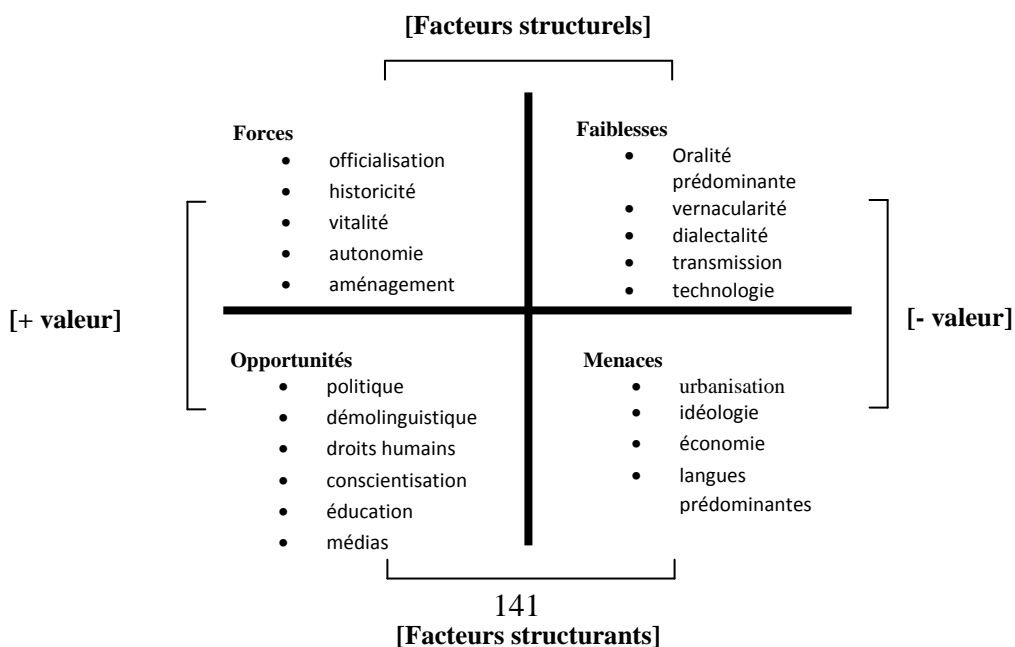 [Facteurs structurels]
Forces
• officialisation
• historicité
• vitalité
• autonomie
• aménagement
Faiblesses
• Oralité
prédominante
• vernacularité
• dialectalité
• transmission
• technologie
[+ valeur]
[- valeur]
Opportunités
• politique
• démolinguistique
• droits humains
• conscientisation
• éducation
• médias
Menaces
• urbanisation
• idéologie
• économie
• langues
prédominantes
141
[Facteurs structurants]